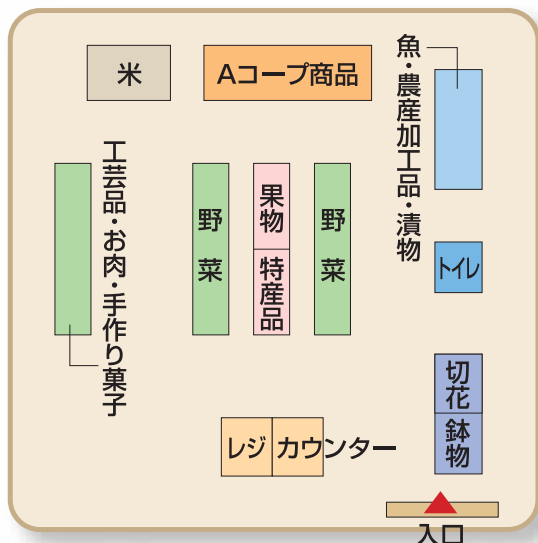 米
Aコープ商品
魚・農産加工品・漬物
工芸品・お肉・手作り菓子
野菜
果物
特産品
野菜
トイレ
切花
鉢物
レジ
カウンター
入口